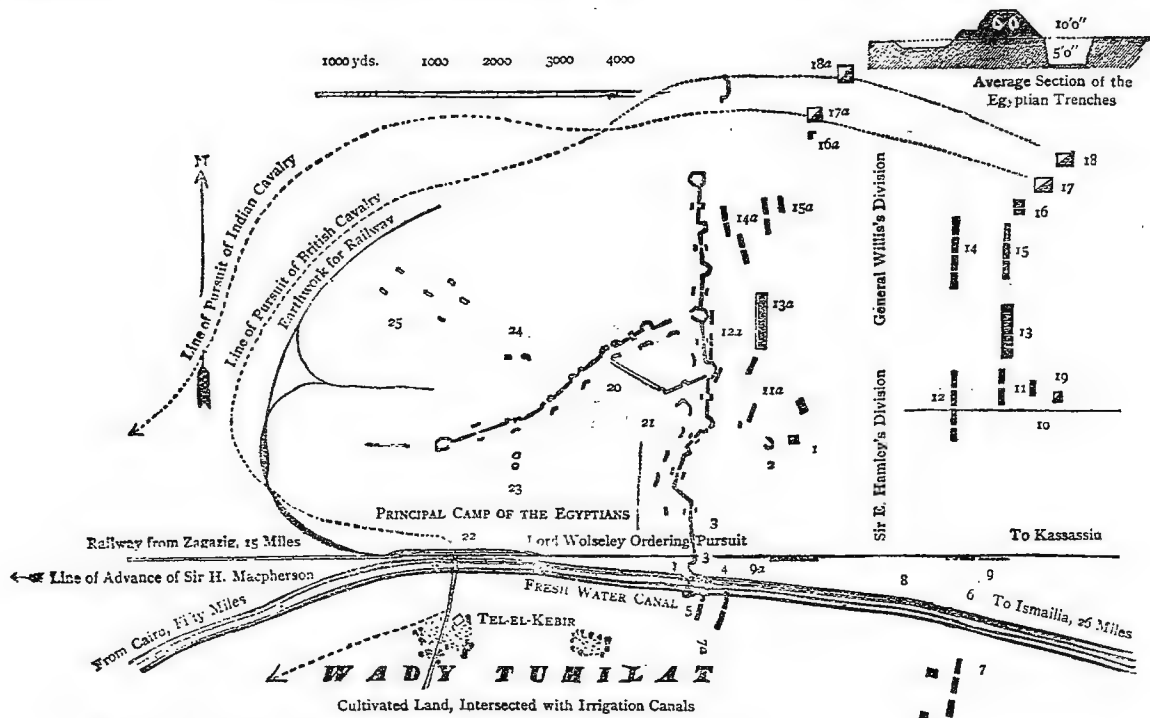 10'0"
5'0"
Average Section of the
Egyptian Trenches
1000 yds. 1000 2000 3000 4000
18a
17a
16a
18
17
16
N
Line of Pursuit of Indian Cavalry
Line of Pursuit of British Cavalry
Earthwork for Railway
General Willis's Division
Sir E. Hamley's Division
14a
15a
14
15
13a
13
25
24
12a
20
11a
12
11
19
10
21
1
2
23
PRINCIPAL CAMP OF THE EGYPTIANS
3
22
Railway from Zagazig, 15 Miles
Lord Wolseley Ordering Pursuit
To Kassassin
3
4
9a
9
8
6
Line of Advance of Sir H. Macpherson
FRESH WATER CANAL
5
To Ismailia, 26 Miles
From Cairo, Fifty Miles
TEL-EL-KEBIR
7a
WADY TUMILAT
7
Cultivated Land, Intersected with Irrigation Canals